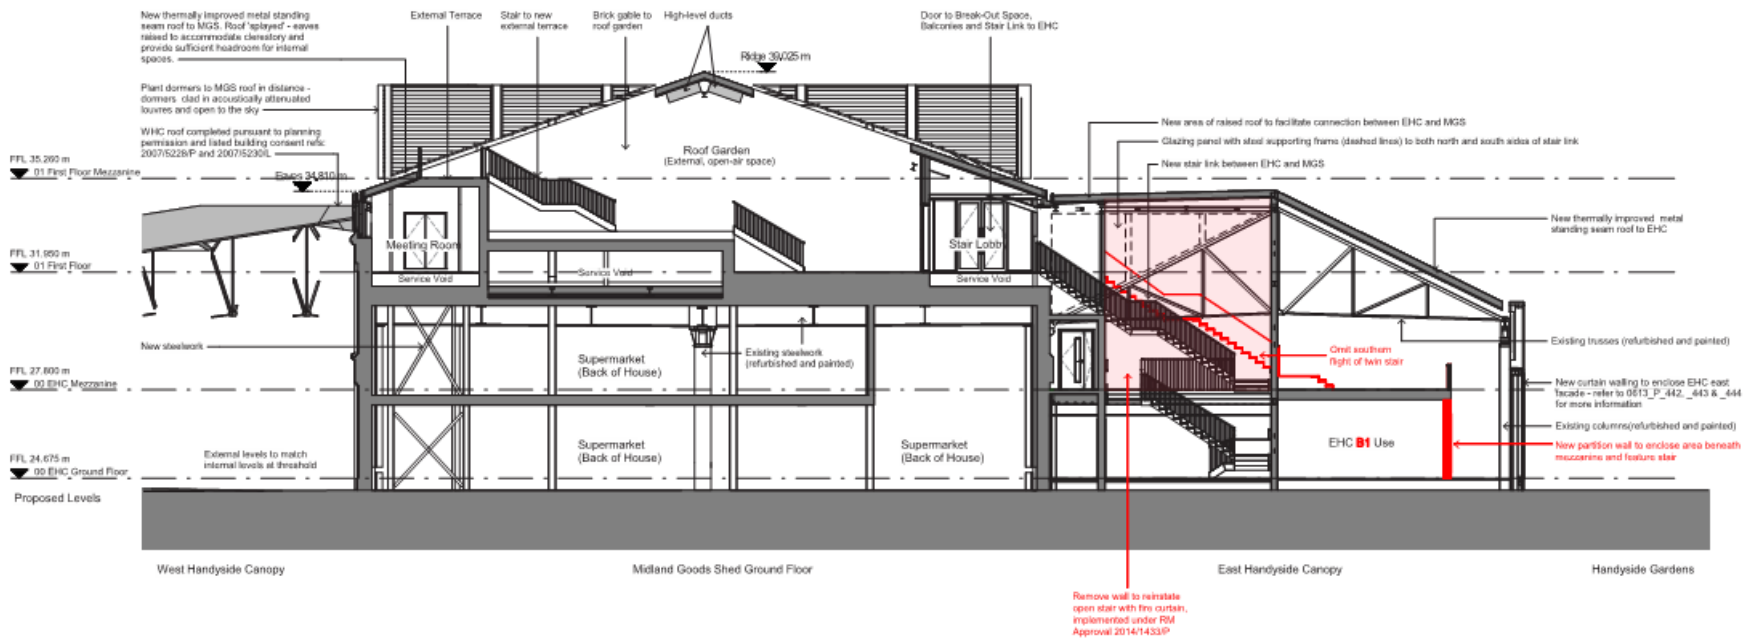 New thermally improved metal standing
seam roof to MGS. Roof 'splayed' - eaves
raised to accommodate clerestory and
provide sufficient headroom for internal
spaces.
External Terrace
Stair to new
external terrace
Brick gable to
roof garden
High-level ducts
Door to Break-Out Space,
Balconies and Stair Link to EHC
Ridge 39.025 m
Plant dormers to MGS roof in distance -
dormers clad in acoustically attenuated
louvres and open to the sky
WHC roof completed pursuant to planning
permission and listed building consent refs:
2007/5228/P and 2007/5230/L
New area of raised roof to facilitate connection between EHC and MGS
Glazing panel with steel supporting frame (dashed lines) to both north and south sides of stair link
New stair link between EHC and MGS
Roof Garden
(External, open-air space)
FFL 35.260 m
01 First Floor Mezzanine
Eaves 34.810 m
New thermally improved metal
standing seam roof to EHC
Meeting Room
Stair Lobby
FFL 31.950 m
01 First Floor
Service Void
Service Void
Service Void
New steelwork
Existing steelwork
(refurbished and painted)
Supermarket
(Back of House)
Omit southern
flight of twin stair
Existing trusses (refurbished and painted)
FFL 27.800 m
00 EHC Mezzanine
New curtain walling to enclose EHC east
facade - refer to 0613_P_442, _443 & _444
for more information
Existing columns(refurbished and painted)
New partition wall to enclose area beneath
mezzanine and feature stair
Supermarket
(Back of House)
Supermarket
(Back of House)
EHC B1 Use
External levels to match
internal levels at threshold
FFL 24.675 m
00 EHC Ground Floor
Proposed Levels
West Handyside Canopy
Midland Goods Shed Ground Floor
East Handyside Canopy
Handyside Gardens
Remove wall to reinstate
open stair with fire curtain,
implemented under RM
Approval 2014/1433/P